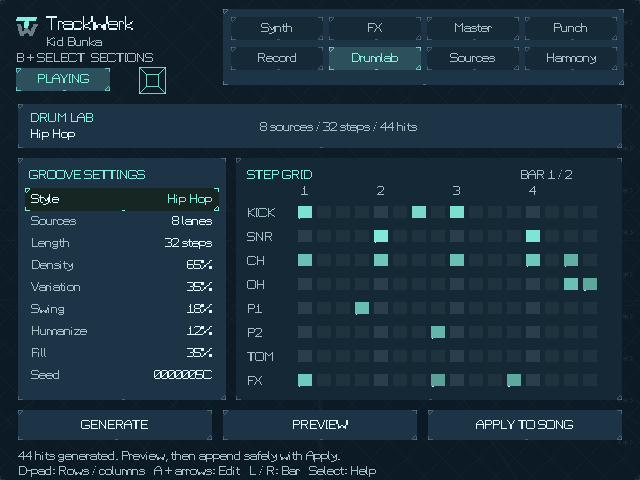 TrackWerk
Kid Bunka
B+SELECT SECTIONS
PLAYING
Synth FX Master Punch
Record Drumlab Sources Harmony
DRUM LAB
Hip Hop
8 sources / 32 steps / 44 hits
GROOVE SETTINGS
Style Hip Hop
Sources 8 lanes
Length 32 steps
Density 65%
Variation 35%
Swing 18%
Humanize 12%
Fill 35%
Seed 0000005C
STEP GRID BAR 1 / 2
1 2 3 4
KICK
SNR
CH
OH
P1
P2
TOM
FX
GENERATE PREVIEW APPLY TO SONG
44 hits generated. Preview, then append safely with Apply.
D-pad: Rows / columns A + arrows: Edit L / R: Bar Select: Help